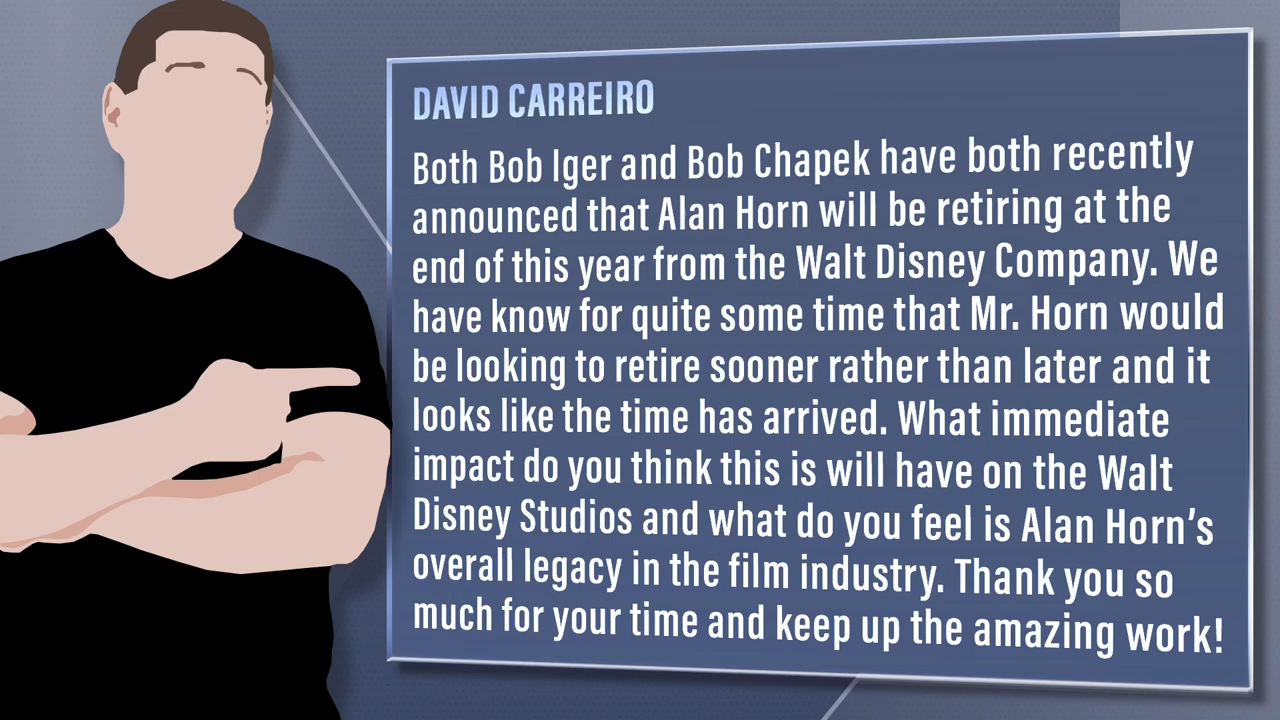 DAVID CARREIRO
Both Bob Iger and Bob Chapek have both recently
announced that Alan Horn will be retiring at the
end of this year from the Walt Disney Company. We
have know for quite some time that Mr. Horn would
be looking to retire sooner rather than later and it
looks like the time has arrived. What immediate
impact do you think this is will have on the Walt
Disney Studios and what do you feel is Alan Horn’s
overall legacy in the film industry. Thank you so
much for your time and keep up the amazing work!